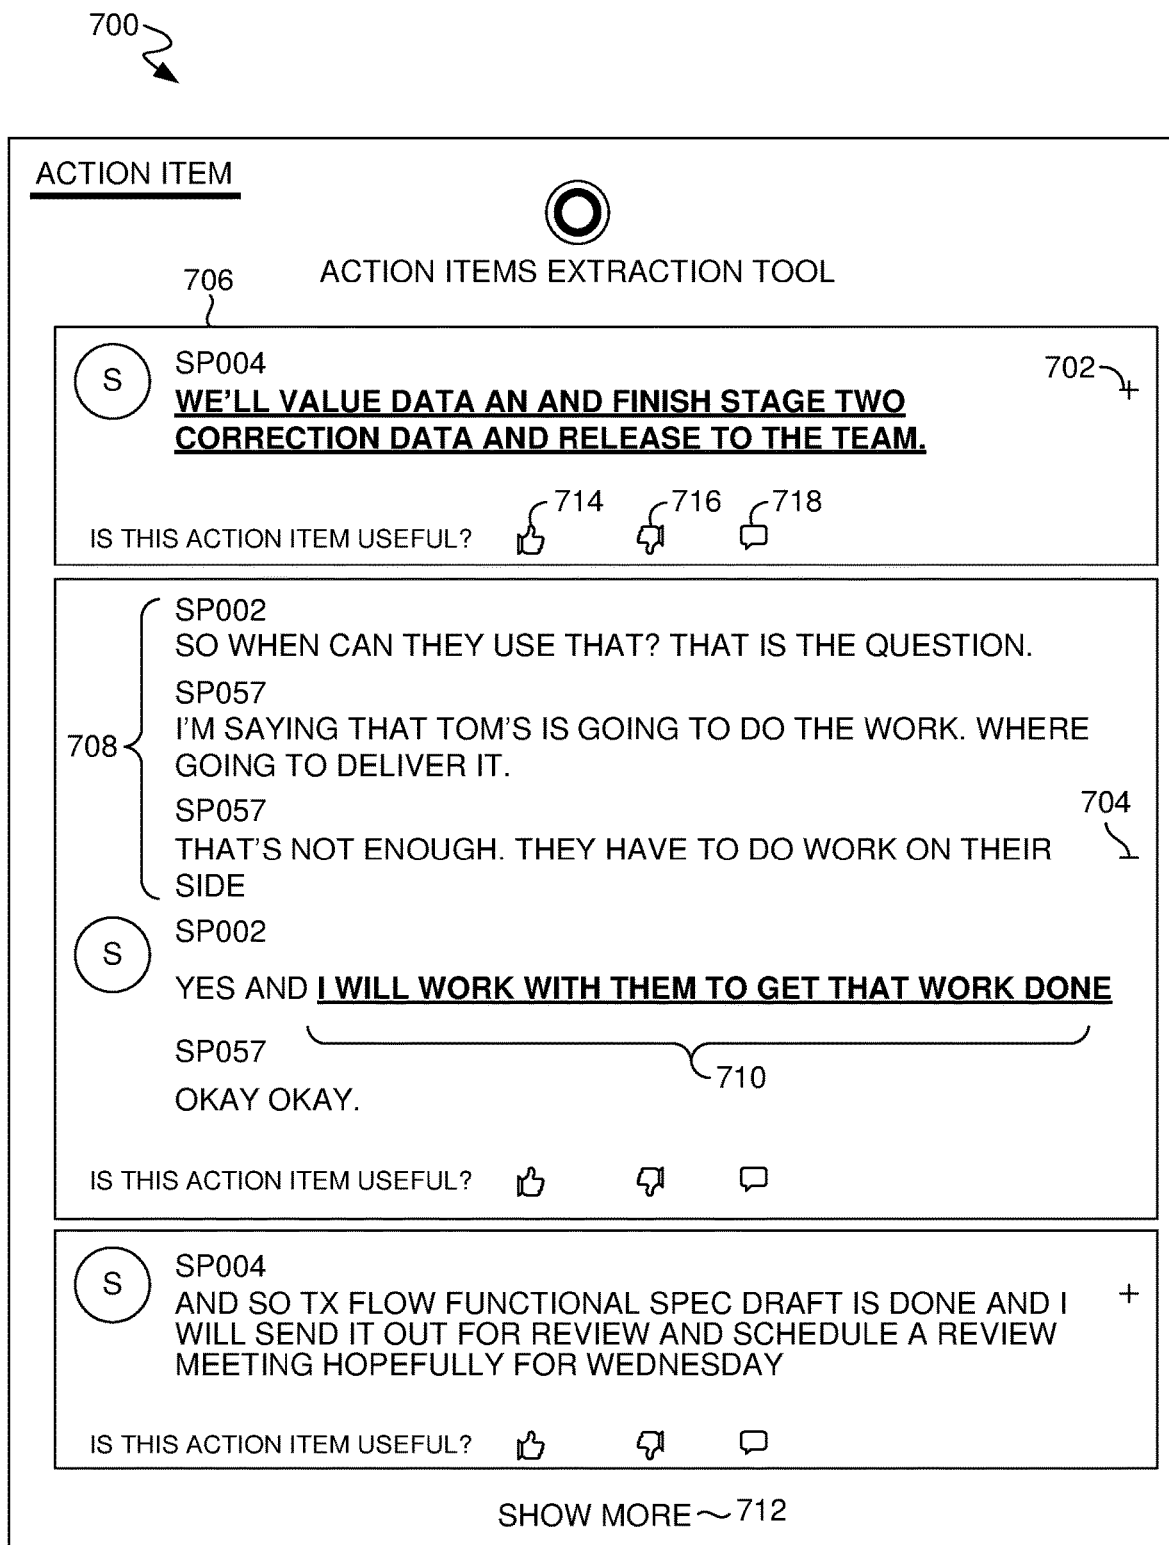 700
ACTION ITEM
ACTION ITEMS EXTRACTION TOOL
706
S
SP004
702
+
WE'LL VALUE DATA AN AND FINISH STAGE TWO
CORRECTION DATA AND RELEASE TO THE TEAM.
714
716
718
IS THIS ACTION ITEM USEFUL?
SP002
SO WHEN CAN THEY USE THAT? THAT IS THE QUESTION.
SP057
I'M SAYING THAT TOM'S IS GOING TO DO THE WORK. WHERE
GOING TO DELIVER IT.
708
SP057
704
THAT'S NOT ENOUGH. THEY HAVE TO DO WORK ON THEIR
SIDE
S
SP002
YES AND I WILL WORK WITH THEM TO GET THAT WORK DONE
SP057
710
OKAY OKAY.
IS THIS ACTION ITEM USEFUL?
S
SP004
+
AND SO TX FLOW FUNCTIONAL SPEC DRAFT IS DONE AND I
WILL SEND IT OUT FOR REVIEW AND SCHEDULE A REVIEW
MEETING HOPEFULLY FOR WEDNESDAY
IS THIS ACTION ITEM USEFUL?
SHOW MORE 712